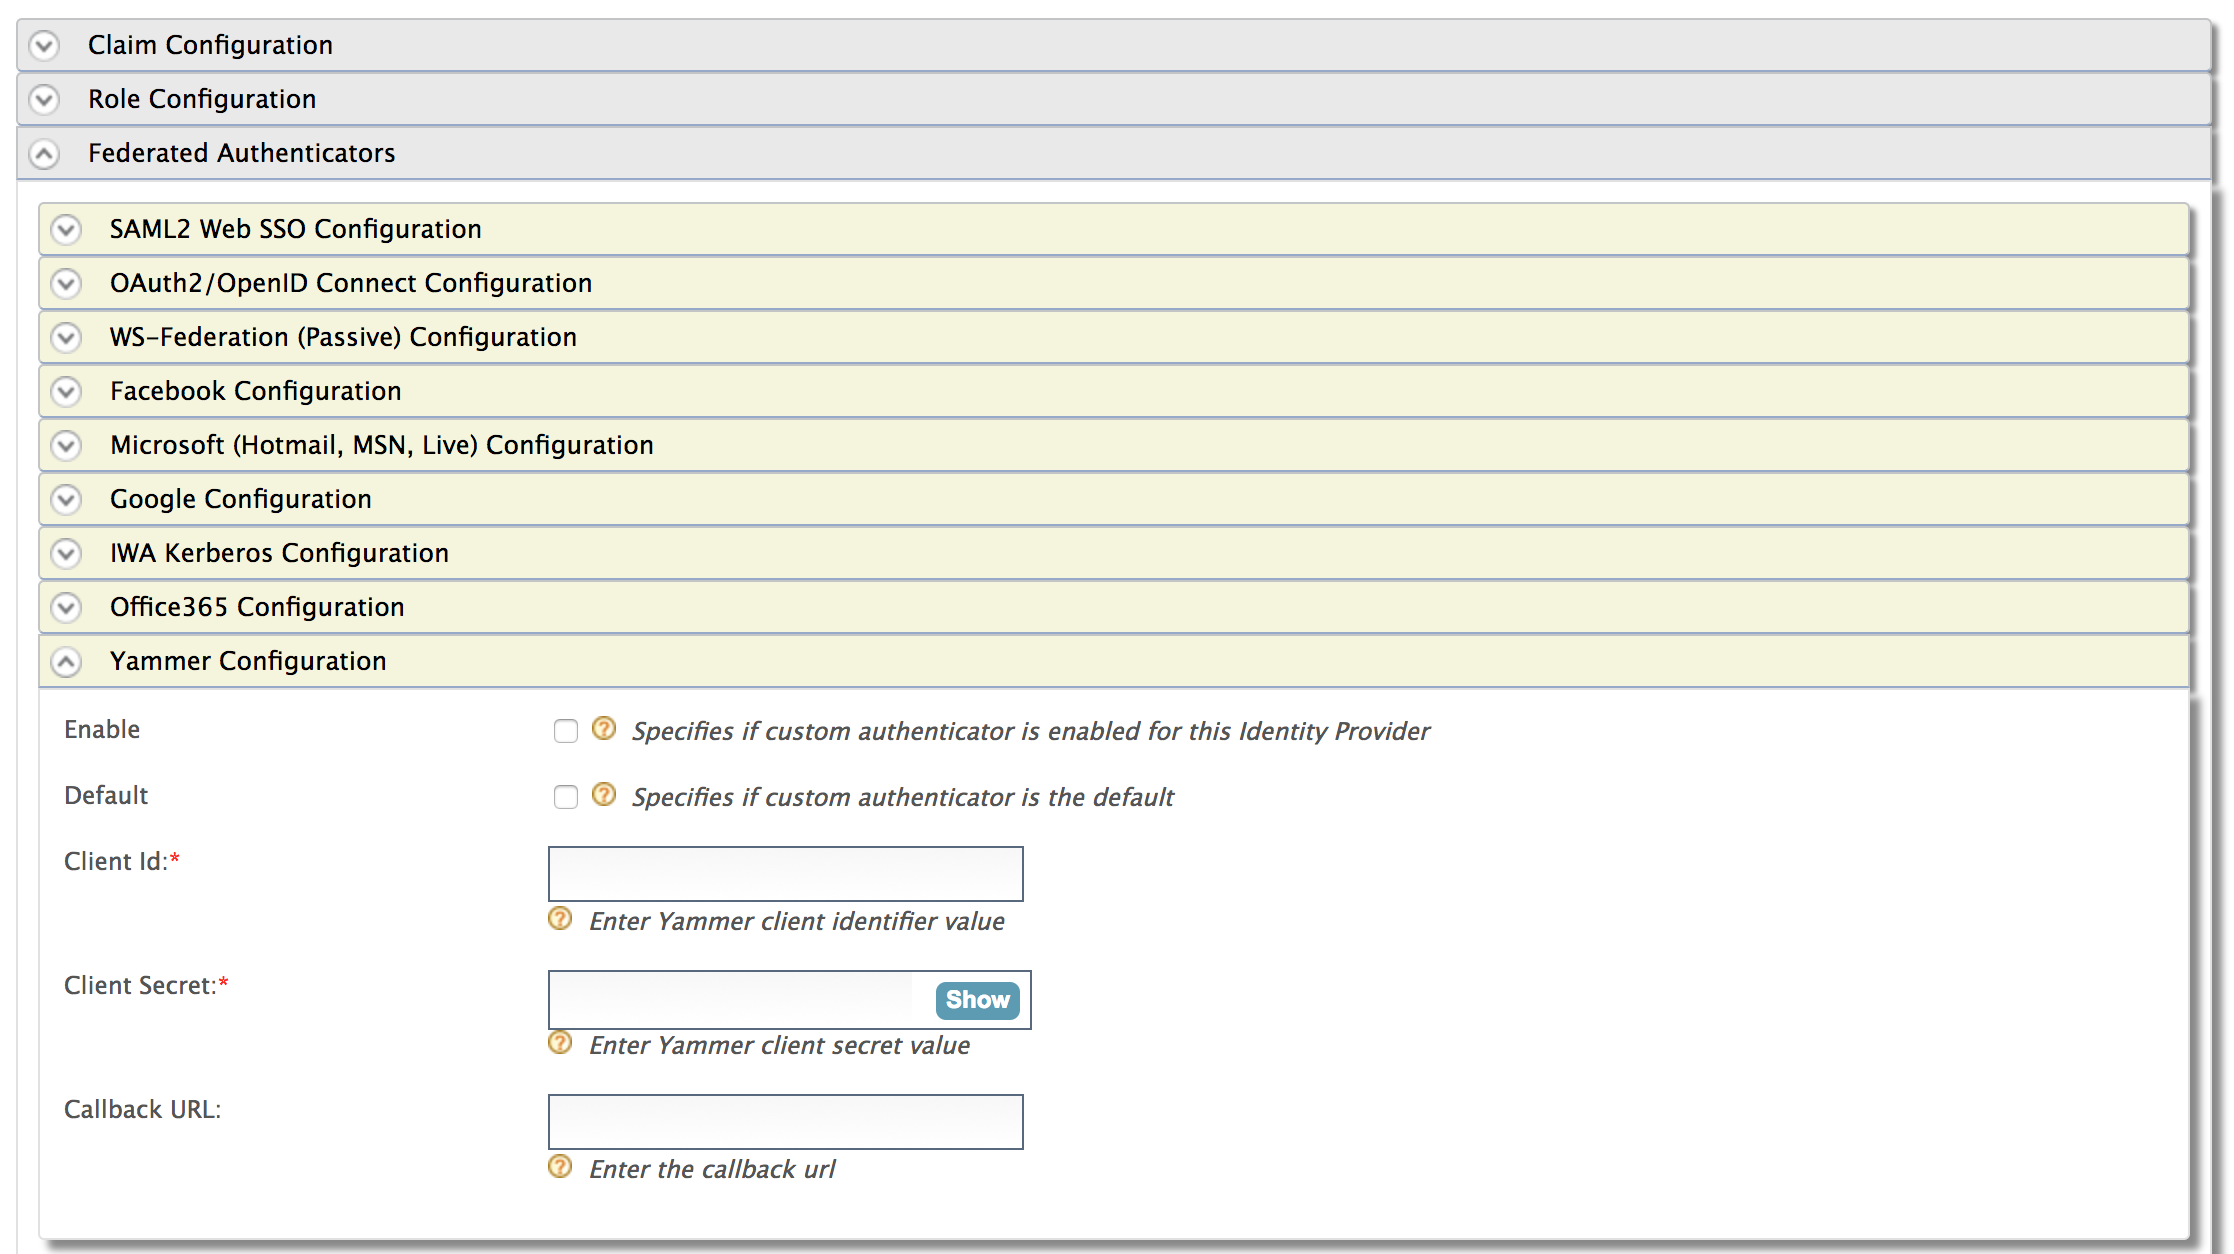 Claim Configuration
Role Configuration
Federated Authenticators
SAML2 Web SSO Configuration
OAuth2/OpenID Connect Configuration
WS-Federation (Passive) Configuration
Facebook Configuration
Microsoft (Hotmail, MSN, Live) Configuration
Google Configuration
IWA Kerberos Configuration
Office365 Configuration
Yammer Configuration
Enable ? Specifies if custom authenticator is enabled for this Identity Provider
Default ? Specifies if custom authenticator is the default
Client Id:*
? Enter Yammer client identifier value
Client Secret:* Show
? Enter Yammer client secret value
Callback URL:
? Enter the callback url